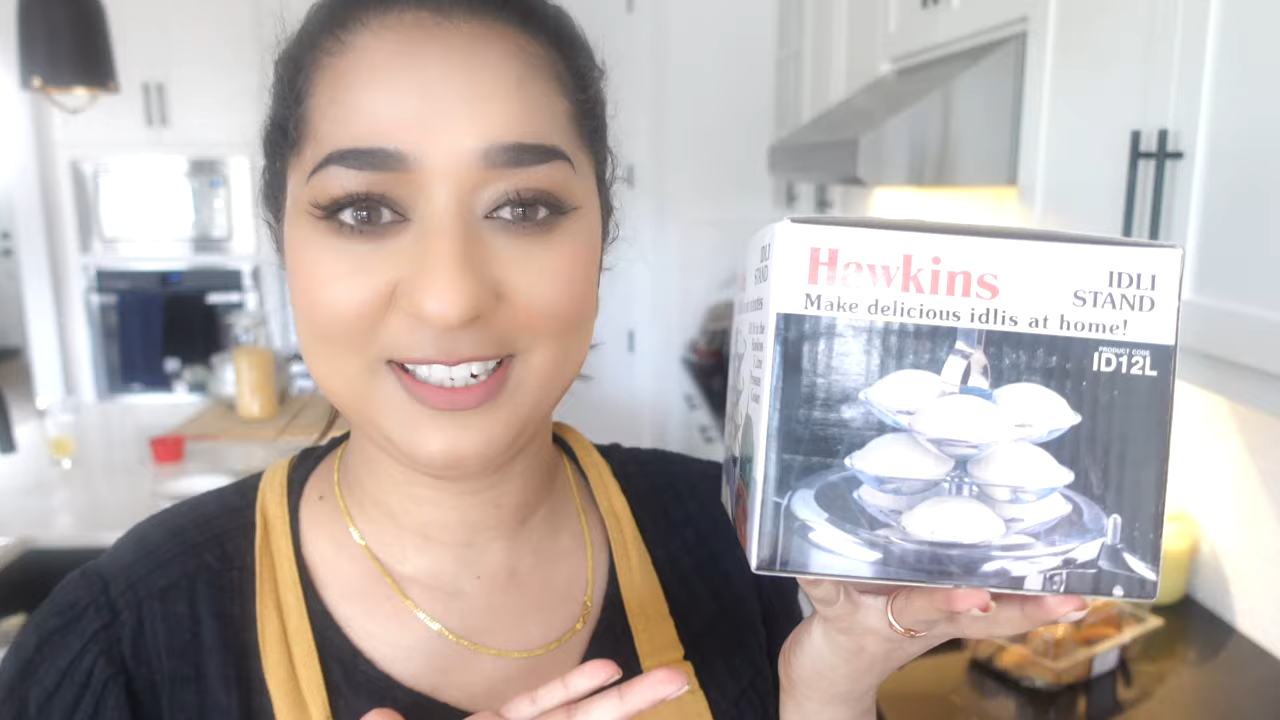 Hawkins
IDLI
STAND
Make delicious idlis at home!
PRODUCT CODE
ID12L
IDLI
STAND